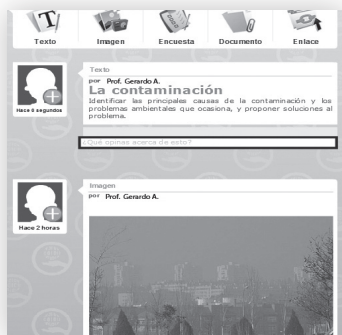 Texto Imagen Encuesta Documento Enlace
Texto
por Prof. Gerardo A.
La contaminación
Identificar las principales causas de la contaminación y los
problemas ambientales que ocasiona, y proponer soluciones al
problema.
Hace 6 segundos
¿Qué opinas acerca de esto?
Imagen
por Prof. Gerardo A.
Hace 2 horas